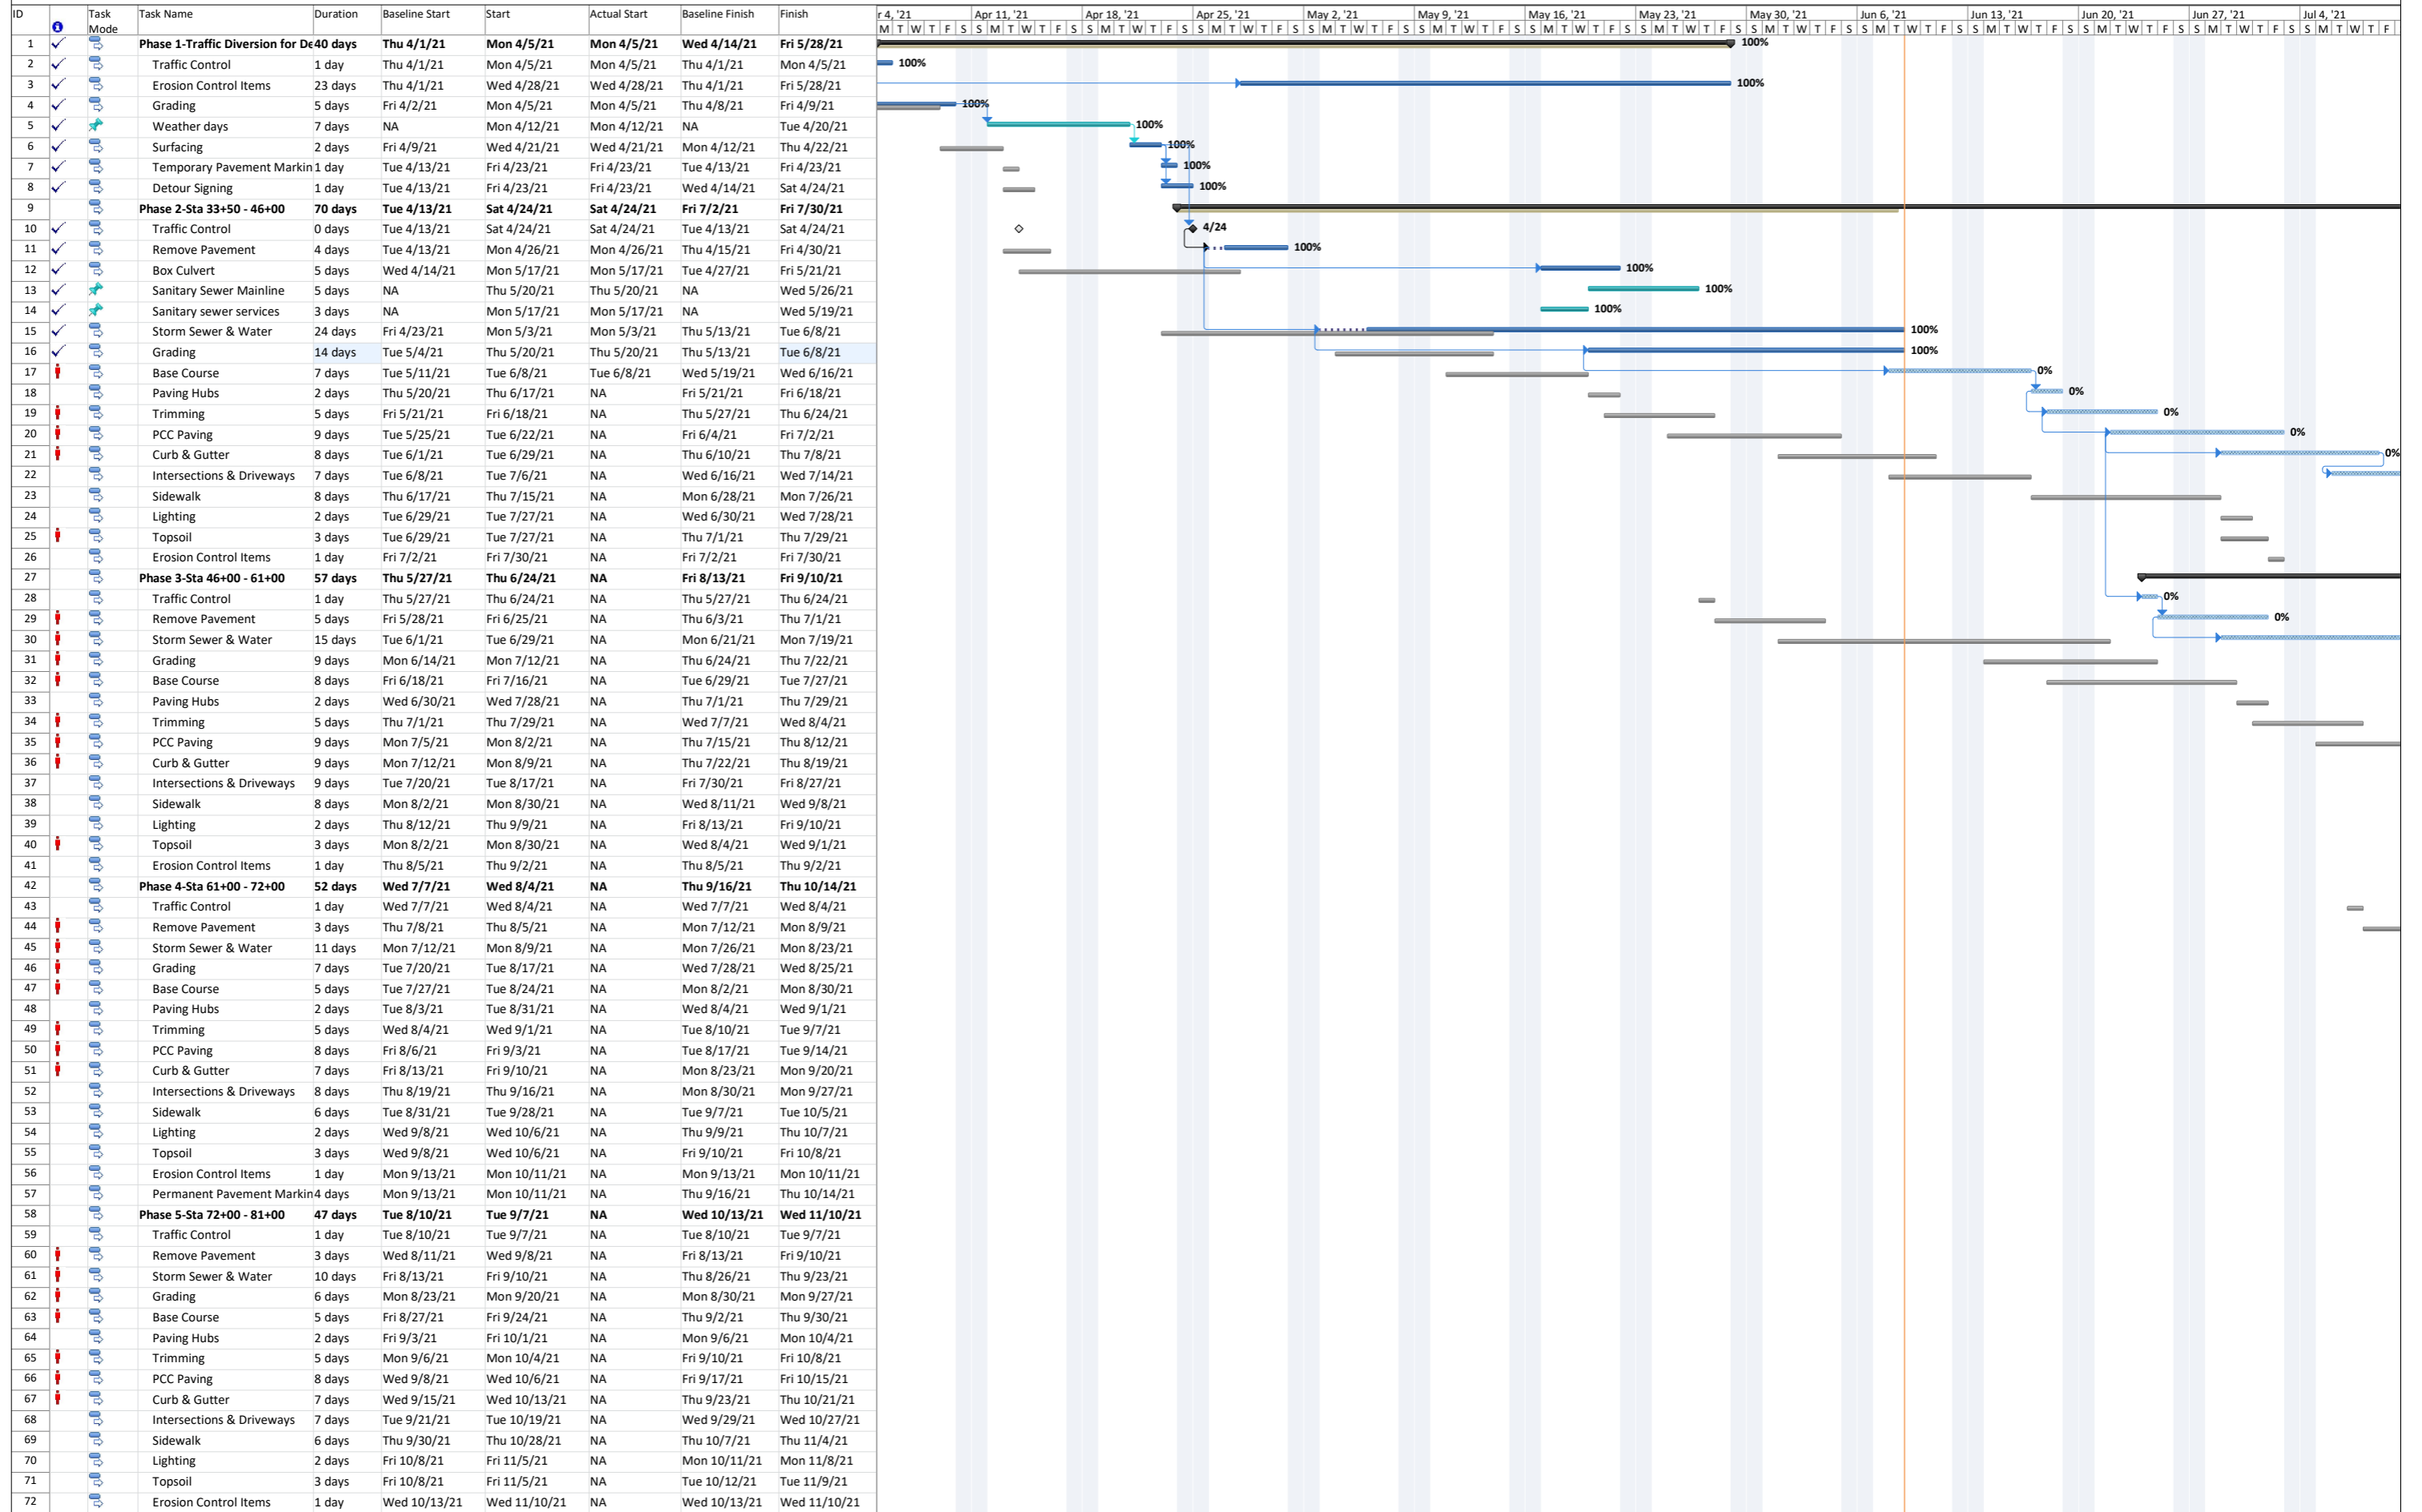 ID Task Mode Task Name Duration Baseline Start Start Actual Start Baseline Finish Finish
r 4, '21 Apr 11, '21 Apr 18, '21 Apr 25, '21 May 2, '21 May 9, '21 May 16, '21 May 23, '21 May 30, '21 Jun 6, '21 Jun 13, '21 Jun 20, '21 Jun 27, '21 Jul 4, '21
M T W T F S S M T W T F S S M T W T F S S M T W T F S S M T W T F S S M T W T F S S M T W T F S S M T W T F S S M T W T F S S M T W T F S S M T W T F S S M T W T F S S M T W T F S S M T W T F
1 Phase 1-Traffic Diversion for De 40 days Thu 4/1/21 Mon 4/5/21 Mon 4/5/21 Wed 4/14/21 Fri 5/28/21 100%
2 Traffic Control 1 day Thu 4/1/21 Mon 4/5/21 Mon 4/5/21 Thu 4/1/21 Mon 4/5/21 100%
3 Erosion Control Items 23 days Thu 4/1/21 Wed 4/28/21 Wed 4/28/21 Thu 4/1/21 Fri 5/28/21 100%
4 Grading 5 days Fri 4/2/21 Mon 4/5/21 Mon 4/5/21 Thu 4/8/21 Fri 4/9/21 100%
5 Weather days 7 days NA Mon 4/12/21 Mon 4/12/21 NA Tue 4/20/21 100%
6 Surfacing 2 days Fri 4/9/21 Wed 4/21/21 Wed 4/21/21 Mon 4/12/21 Thu 4/22/21 100%
7 Temporary Pavement Markin 1 day Tue 4/13/21 Fri 4/23/21 Fri 4/23/21 Tue 4/13/21 Fri 4/23/21 100%
8 Detour Signing 1 day Tue 4/13/21 Fri 4/23/21 Fri 4/23/21 Wed 4/14/21 Sat 4/24/21 100%
9 Phase 2-Sta 33+50 - 46+00 70 days Tue 4/13/21 Sat 4/24/21 Sat 4/24/21 Fri 7/2/21 Fri 7/30/21
10 Traffic Control 0 days Tue 4/13/21 Sat 4/24/21 Sat 4/24/21 Tue 4/13/21 Sat 4/24/21 4/24
11 Remove Pavement 4 days Tue 4/13/21 Mon 4/26/21 Mon 4/26/21 Thu 4/15/21 Fri 4/30/21 100%
12 Box Culvert 5 days Wed 4/14/21 Mon 5/17/21 Mon 5/17/21 Tue 4/27/21 Fri 5/21/21 100%
13 Sanitary Sewer Mainline 5 days NA Thu 5/20/21 Thu 5/20/21 NA Wed 5/26/21 100%
14 Sanitary sewer services 3 days NA Mon 5/17/21 Mon 5/17/21 NA Wed 5/19/21 100%
15 Storm Sewer & Water 24 days Fri 4/23/21 Mon 5/3/21 Mon 5/3/21 Thu 5/13/21 Tue 6/8/21 100%
16 Grading 14 days Tue 5/4/21 Thu 5/20/21 Thu 5/20/21 Thu 5/13/21 Tue 6/8/21 100%
17 Base Course 7 days Tue 5/11/21 Tue 6/8/21 Tue 6/8/21 Wed 5/19/21 Wed 6/16/21 0%
18 Paving Hubs 2 days Thu 5/20/21 Thu 6/17/21 NA Fri 5/21/21 Fri 6/18/21 0%
19 Trimming 5 days Fri 5/21/21 Fri 6/18/21 NA Thu 5/27/21 Thu 6/24/21 0%
20 PCC Paving 9 days Tue 5/25/21 Tue 6/22/21 NA Fri 6/4/21 Fri 7/2/21 0%
21 Curb & Gutter 8 days Tue 6/1/21 Tue 6/29/21 NA Thu 6/10/21 Thu 7/8/21 0%
22 Intersections & Driveways 7 days Tue 6/8/21 Tue 7/6/21 NA Wed 6/16/21 Wed 7/14/21
23 Sidewalk 8 days Thu 6/17/21 Thu 7/15/21 NA Mon 6/28/21 Mon 7/26/21
24 Lighting 2 days Tue 6/29/21 Tue 7/27/21 NA Wed 6/30/21 Wed 7/28/21
25 Topsoil 3 days Tue 6/29/21 Tue 7/27/21 NA Thu 7/1/21 Thu 7/29/21
26 Erosion Control Items 1 day Fri 7/2/21 Fri 7/30/21 NA Fri 7/2/21 Fri 7/30/21
27 Phase 3-Sta 46+00 - 61+00 57 days Thu 5/27/21 Thu 6/24/21 NA Fri 8/13/21 Fri 9/10/21
28 Traffic Control 1 day Thu 5/27/21 Thu 6/24/21 NA Thu 5/27/21 Thu 6/24/21 0%
29 Remove Pavement 5 days Fri 5/28/21 Fri 6/25/21 NA Thu 6/3/21 Thu 7/1/21 0%
30 Storm Sewer & Water 15 days Tue 6/1/21 Tue 6/29/21 NA Mon 6/21/21 Mon 7/19/21
31 Grading 9 days Mon 6/14/21 Mon 7/12/21 NA Thu 6/24/21 Thu 7/22/21
32 Base Course 8 days Fri 6/18/21 Fri 7/16/21 NA Tue 6/29/21 Tue 7/27/21
33 Paving Hubs 2 days Wed 6/30/21 Wed 7/28/21 NA Thu 7/1/21 Thu 7/29/21
34 Trimming 5 days Thu 7/1/21 Thu 7/29/21 NA Wed 7/7/21 Wed 8/4/21
35 PCC Paving 9 days Mon 7/5/21 Mon 8/2/21 NA Thu 7/15/21 Thu 8/12/21
36 Curb & Gutter 9 days Mon 7/12/21 Mon 8/9/21 NA Thu 7/22/21 Thu 8/19/21
37 Intersections & Driveways 9 days Tue 7/20/21 Tue 8/17/21 NA Fri 7/30/21 Fri 8/27/21
38 Sidewalk 8 days Mon 8/2/21 Mon 8/30/21 NA Wed 8/11/21 Wed 9/8/21
39 Lighting 2 days Thu 8/12/21 Thu 9/9/21 NA Fri 8/13/21 Fri 9/10/21
40 Topsoil 3 days Mon 8/2/21 Mon 8/30/21 NA Wed 8/4/21 Wed 9/1/21
41 Erosion Control Items 1 day Thu 8/5/21 Thu 9/2/21 NA Thu 8/5/21 Thu 9/2/21
42 Phase 4-Sta 61+00 - 72+00 52 days Wed 7/7/21 Wed 8/4/21 NA Thu 9/16/21 Thu 10/14/21
43 Traffic Control 1 day Wed 7/7/21 Wed 8/4/21 NA Wed 7/7/21 Wed 8/4/21
44 Remove Pavement 3 days Thu 7/8/21 Thu 8/5/21 NA Mon 7/12/21 Mon 8/9/21
45 Storm Sewer & Water 11 days Mon 7/12/21 Mon 8/9/21 NA Mon 7/26/21 Mon 8/23/21
46 Grading 7 days Tue 7/20/21 Tue 8/17/21 NA Wed 7/28/21 Wed 8/25/21
47 Base Course 5 days Tue 7/27/21 Tue 8/24/21 NA Mon 8/2/21 Mon 8/30/21
48 Paving Hubs 2 days Tue 8/3/21 Tue 8/31/21 NA Wed 8/4/21 Wed 9/1/21
49 Trimming 5 days Wed 8/4/21 Wed 9/1/21 NA Tue 8/10/21 Tue 9/7/21
50 PCC Paving 8 days Fri 8/6/21 Fri 9/3/21 NA Tue 8/17/21 Tue 9/14/21
51 Curb & Gutter 7 days Fri 8/13/21 Fri 9/10/21 NA Mon 8/23/21 Mon 9/20/21
52 Intersections & Driveways 8 days Thu 8/19/21 Thu 9/16/21 NA Mon 8/30/21 Mon 9/27/21
53 Sidewalk 6 days Tue 8/31/21 Tue 9/28/21 NA Tue 9/7/21 Tue 10/5/21
54 Lighting 2 days Wed 9/8/21 Wed 10/6/21 NA Thu 9/9/21 Thu 10/7/21
55 Topsoil 3 days Wed 9/8/21 Wed 10/6/21 NA Fri 9/10/21 Fri 10/8/21
56 Erosion Control Items 1 day Mon 9/13/21 Mon 10/11/21 NA Mon 9/13/21 Mon 10/11/21
57 Permanent Pavement Markin 4 days Mon 9/13/21 Mon 10/11/21 NA Thu 9/16/21 Thu 10/14/21
58 Phase 5-Sta 72+00 - 81+00 47 days Tue 8/10/21 Tue 9/7/21 NA Wed 10/13/21 Wed 11/10/21
59 Traffic Control 1 day Tue 8/10/21 Tue 9/7/21 NA Tue 8/10/21 Tue 9/7/21
60 Remove Pavement 3 days Wed 8/11/21 Wed 9/8/21 NA Fri 8/13/21 Fri 9/10/21
61 Storm Sewer & Water 10 days Fri 8/13/21 Fri 9/10/21 NA Thu 8/26/21 Thu 9/23/21
62 Grading 6 days Mon 8/23/21 Mon 9/20/21 NA Mon 8/30/21 Mon 9/27/21
63 Base Course 5 days Fri 8/27/21 Fri 9/24/21 NA Thu 9/2/21 Thu 9/30/21
64 Paving Hubs 2 days Fri 9/3/21 Fri 10/1/21 NA Mon 9/6/21 Mon 10/4/21
65 Trimming 5 days Mon 9/6/21 Mon 10/4/21 NA Fri 9/10/21 Fri 10/8/21
66 PCC Paving 8 days Wed 9/8/21 Wed 10/6/21 NA Fri 9/17/21 Fri 10/15/21
67 Curb & Gutter 7 days Wed 9/15/21 Wed 10/13/21 NA Thu 9/23/21 Thu 10/21/21
68 Intersections & Driveways 7 days Tue 9/21/21 Tue 10/19/21 NA Wed 9/29/21 Wed 10/27/21
69 Sidewalk 6 days Thu 9/30/21 Thu 10/28/21 NA Thu 10/7/21 Thu 11/4/21
70 Lighting 2 days Fri 10/8/21 Fri 11/5/21 NA Mon 10/11/21 Mon 11/8/21
71 Topsoil 3 days Fri 10/8/21 Fri 11/5/21 NA Tue 10/12/21 Tue 11/9/21
72 Erosion Control Items 1 day Wed 10/13/21 Wed 11/10/21 NA Wed 10/13/21 Wed 11/10/21